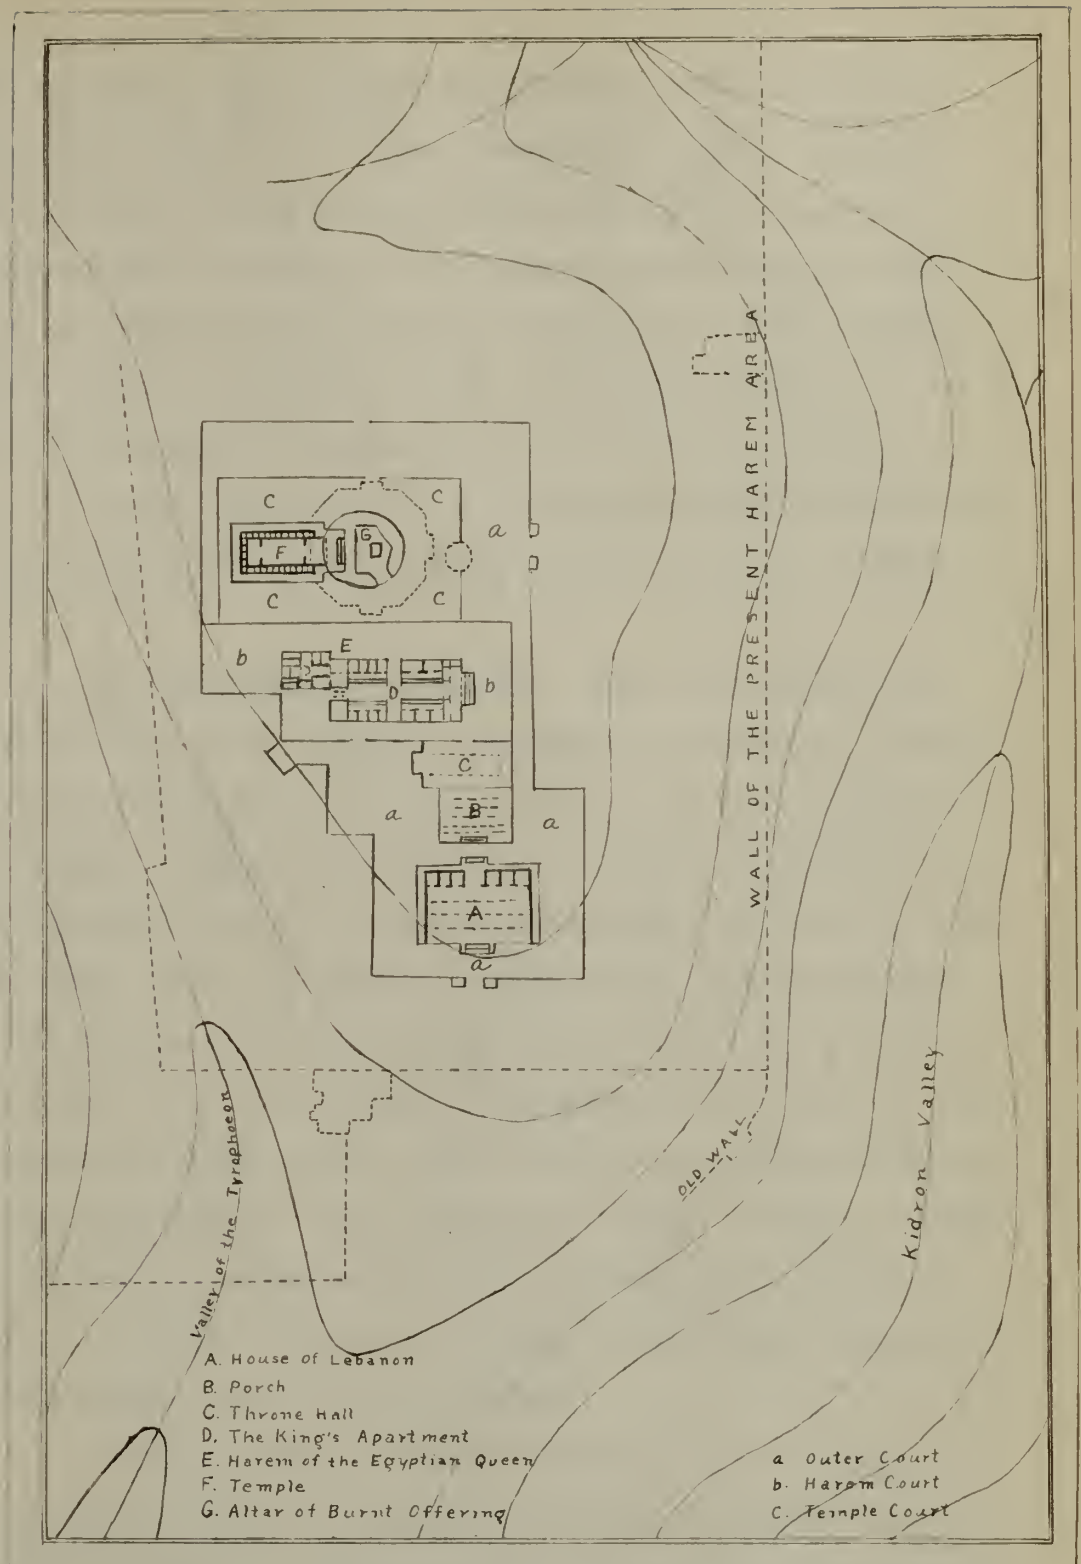 C
C
a
G
F
C
C
E
b
D
b
C
B
a
a
A
a
WALL OF THE PRESENT HAREM AREA
OLD WALL
Kidron Valley
Valley of the Tyrophoeon
A. House of Lebanon
B. Porch
C. Throne Hall
D. The King's Apartment
E. Harem of the Egyptian Queen
F. Temple
G. Altar of Burnt Offering
a Outer Court
b. Harem Court
C. Temple Court